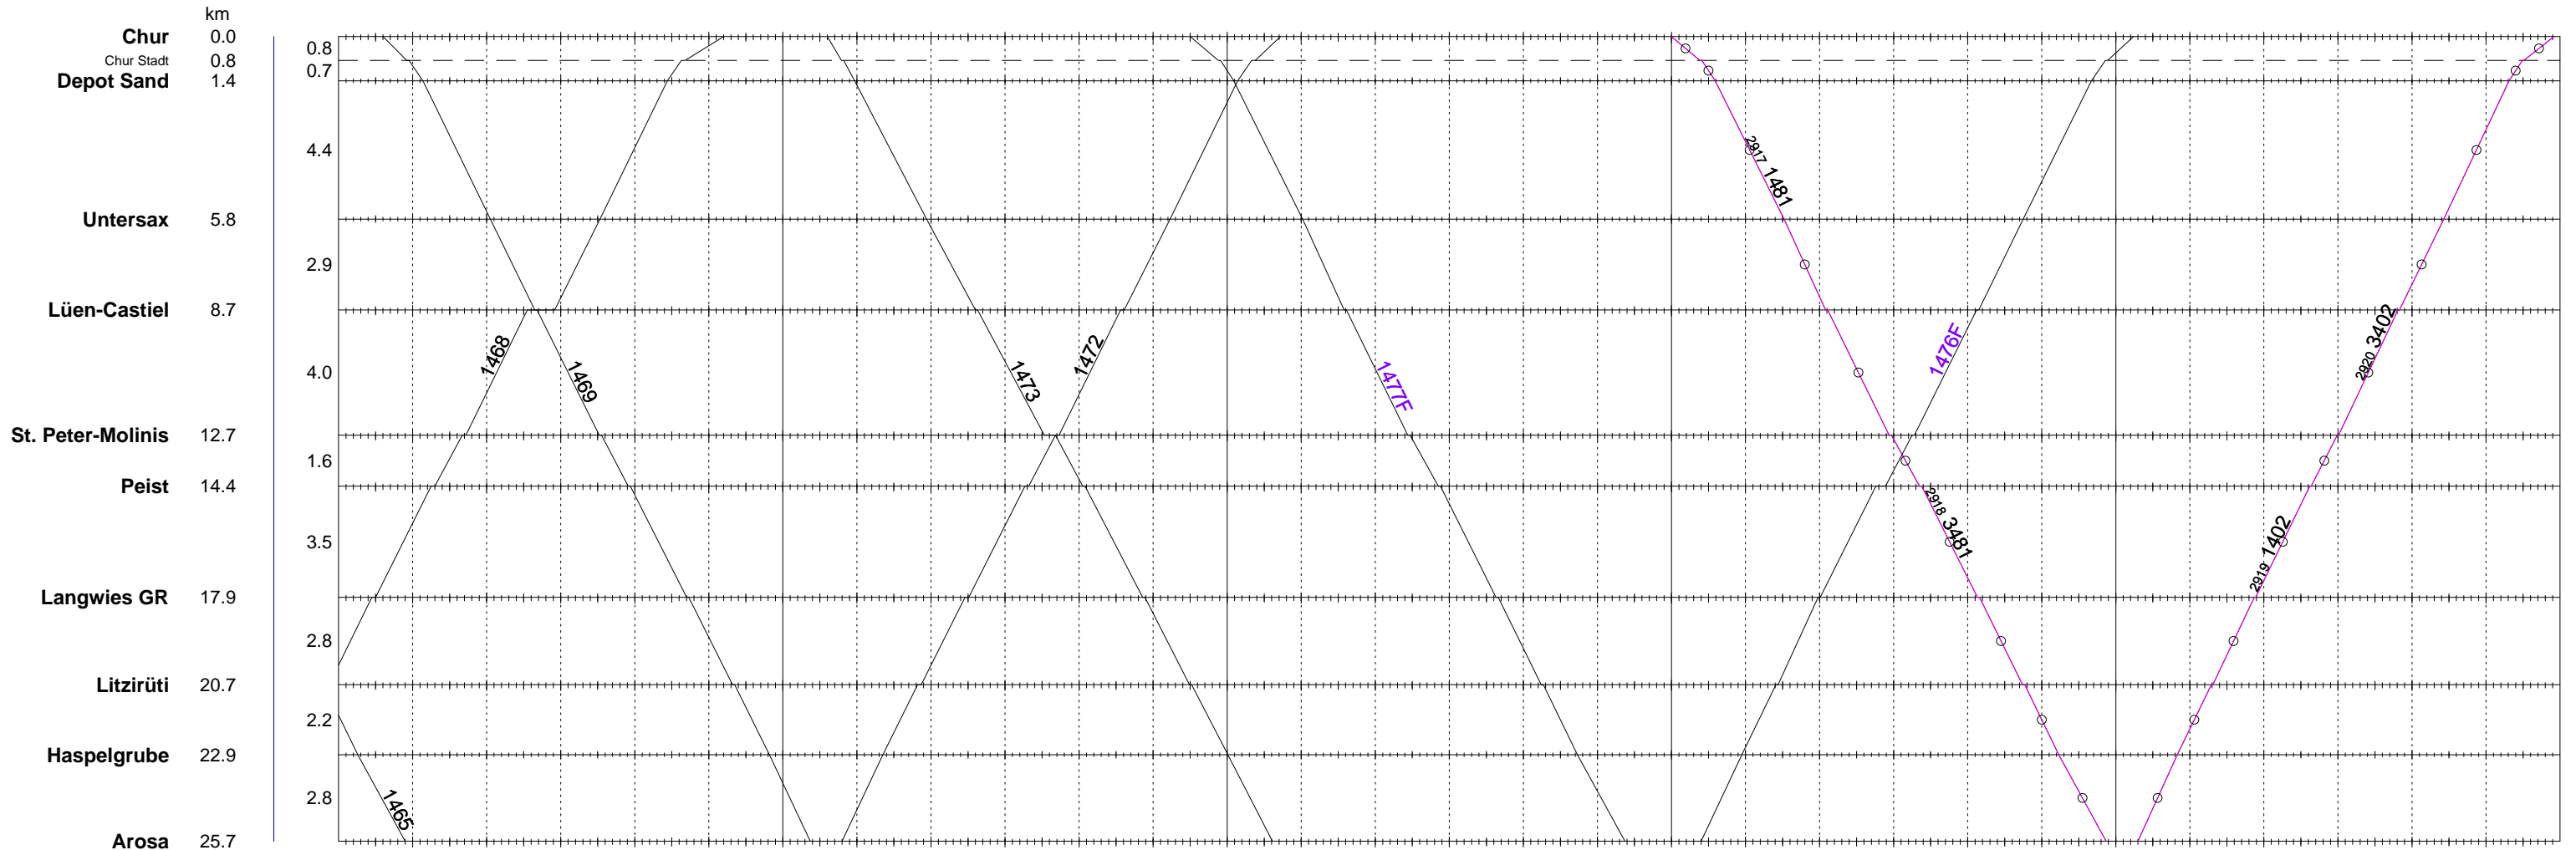 km
Chur 0.0
0.8
Chur Stadt 0.8
0.7
Depot Sand 1.4
4.4
2917 1481
Untersax 5.8
2.9
Lüen-Castiel 8.7
1468 1469 1473 1472 1477F 1476F 2920 3402
4.0
St. Peter-Molinis 12.7
1.6
Peist 14.4
2918 3481
2919 1402
3.5
Langwies GR 17.9
2.8
Litzirüti 20.7
2.2
Haspelgrube 22.9
2.8
1465
Arosa 25.7